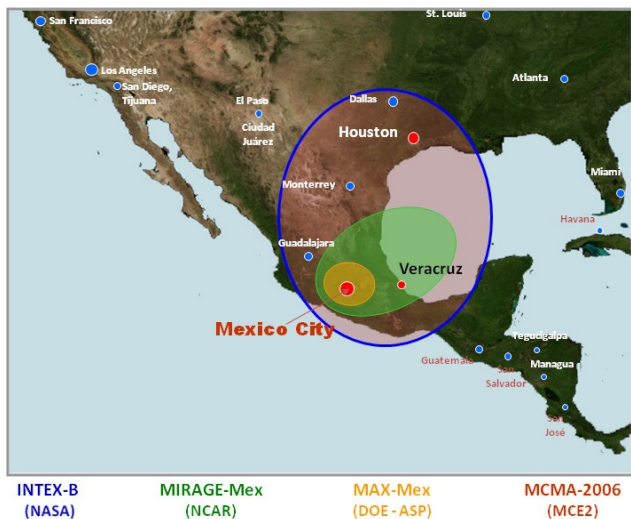 St. Louis
San Francisco
Los Angeles
Atlanta
San Diego,
Tijuana
El Paso
Dallas
Ciudad
Juárez
Houston
Miami
Monterrey
Havana
Guadalajara
Veracruz
Mexico City
Tegucigalpa
Guatemala
San
Salvador
Managua
San
José
INTEX-B
(NASA)
MIRAGE-Mex
(NCAR)
MAX-Mex
(DOE - ASP)
MCMA-2006
(MCE2)